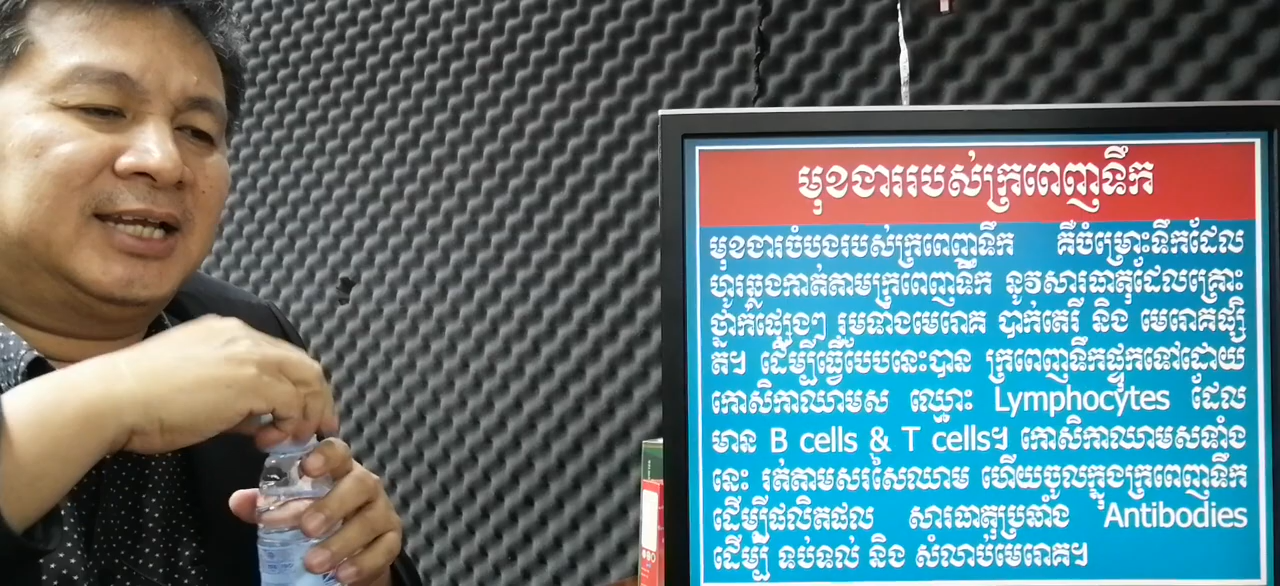 មុខងាររបស់ក្រពេញទឹក
មុខងារចំបងរបស់ក្រពេញទឹក គឺចំម្រោះទឹកដែល
ហូរឆ្លងកាត់តាមក្រពេញទឹក នូវសារធាតុដែលគ្រោះ
ថ្នាក់ផ្សេងៗ រួមទាំងមេរោគ បាក់តេរី និង មេរោគផ្សិ
ត។ ដើម្បីធ្វើបែបនេះបាន ក្រពេញទឹកផ្ទុកទៅដោយ
កោសិកាឈាមស ឈ្មោះ Lymphocytes ដែល
មាន B cells & T cells។ កោសិកាឈាមសទាំង
នេះ រត់តាមសរសៃឈាម ហើយចូលក្នុងក្រពេញទឹក
ដើម្បីផលិតផល សារធាតុប្រឆាំង Antibodies
ដើម្បី ទប់ទល់ និង សំលាប់មេរោគ។